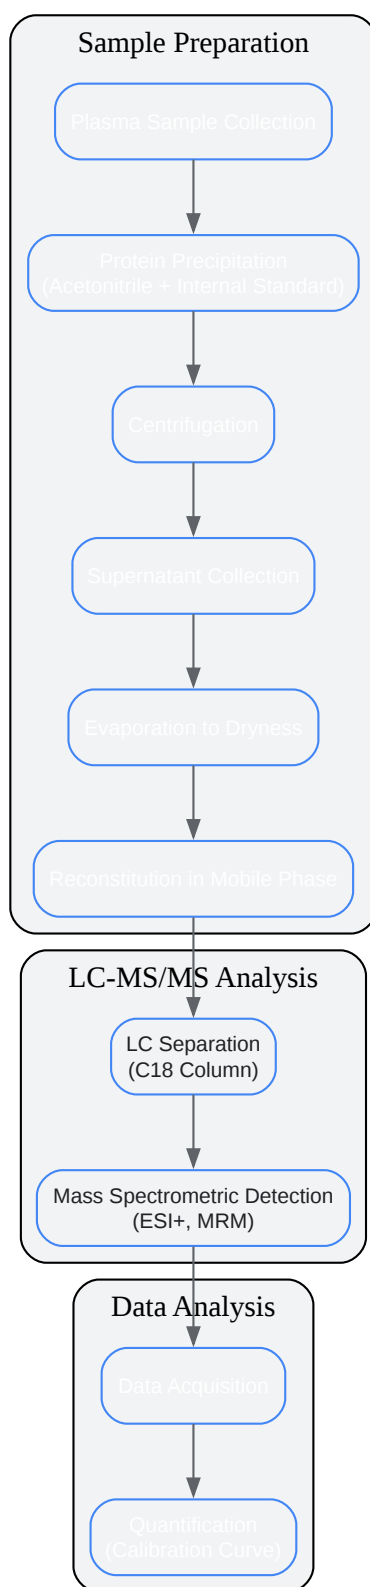 Sample Preparation
Plasma Sample Collection
Protein Precipitation
(Acetonitrile + Internal Standard)
Centrifugation
Supernatant Collection
Evaporation to Dryness
Reconstitution in Mobile Phase
LC-MS/MS Analysis
LC Separation
(C18 Column)
Mass Spectrometric Detection
(ESI+, MRM)
Data Analysis
Data Acquisition
Quantification
(Calibration Curve)